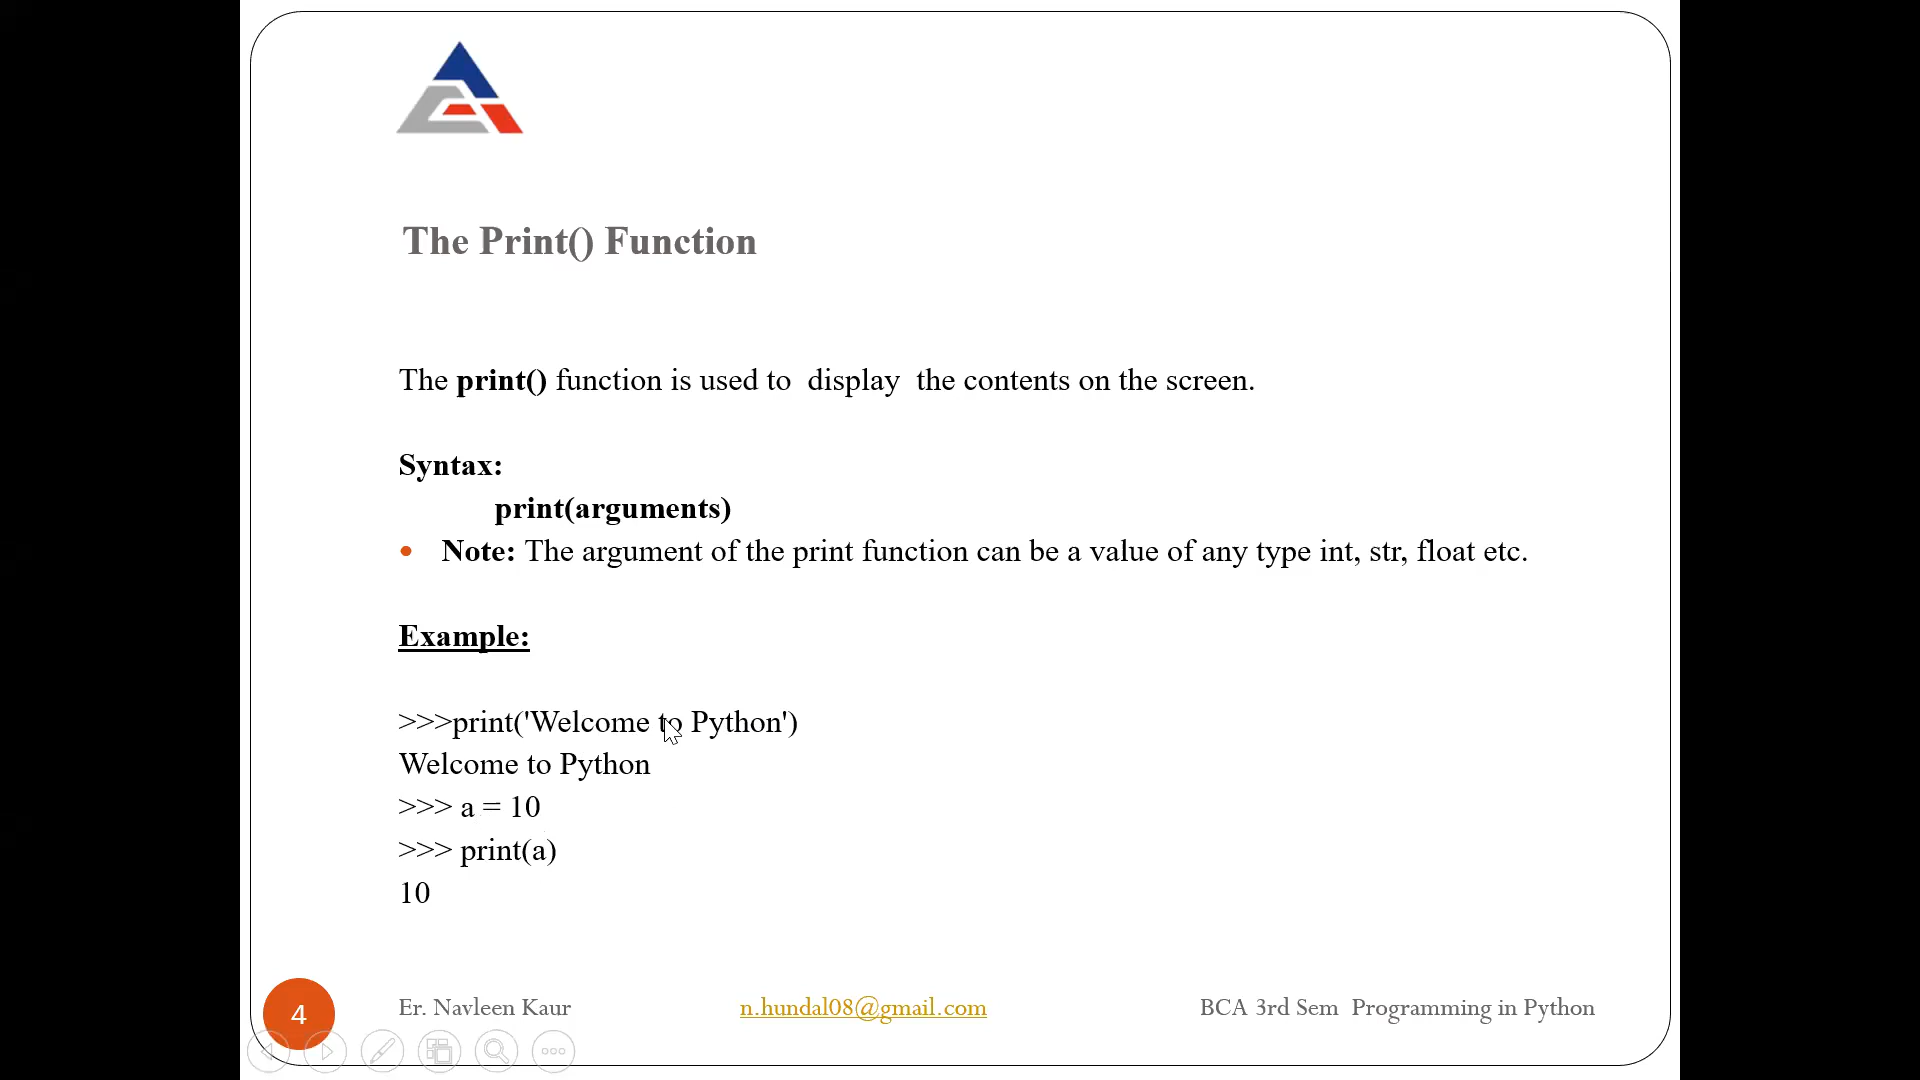 The Print() Function
The print() function is used to display the contents on the screen.
Syntax:
print(arguments)
• Note: The argument of the print function can be a value of any type int, str, float etc.
Example:
>>>print('Welcome to Python')
Welcome to Python
>>> a = 10
>>> print(a)
10
4 Er. Navleen Kaur n.hundal08@gmail.com BCA 3rd Sem Programming in Python